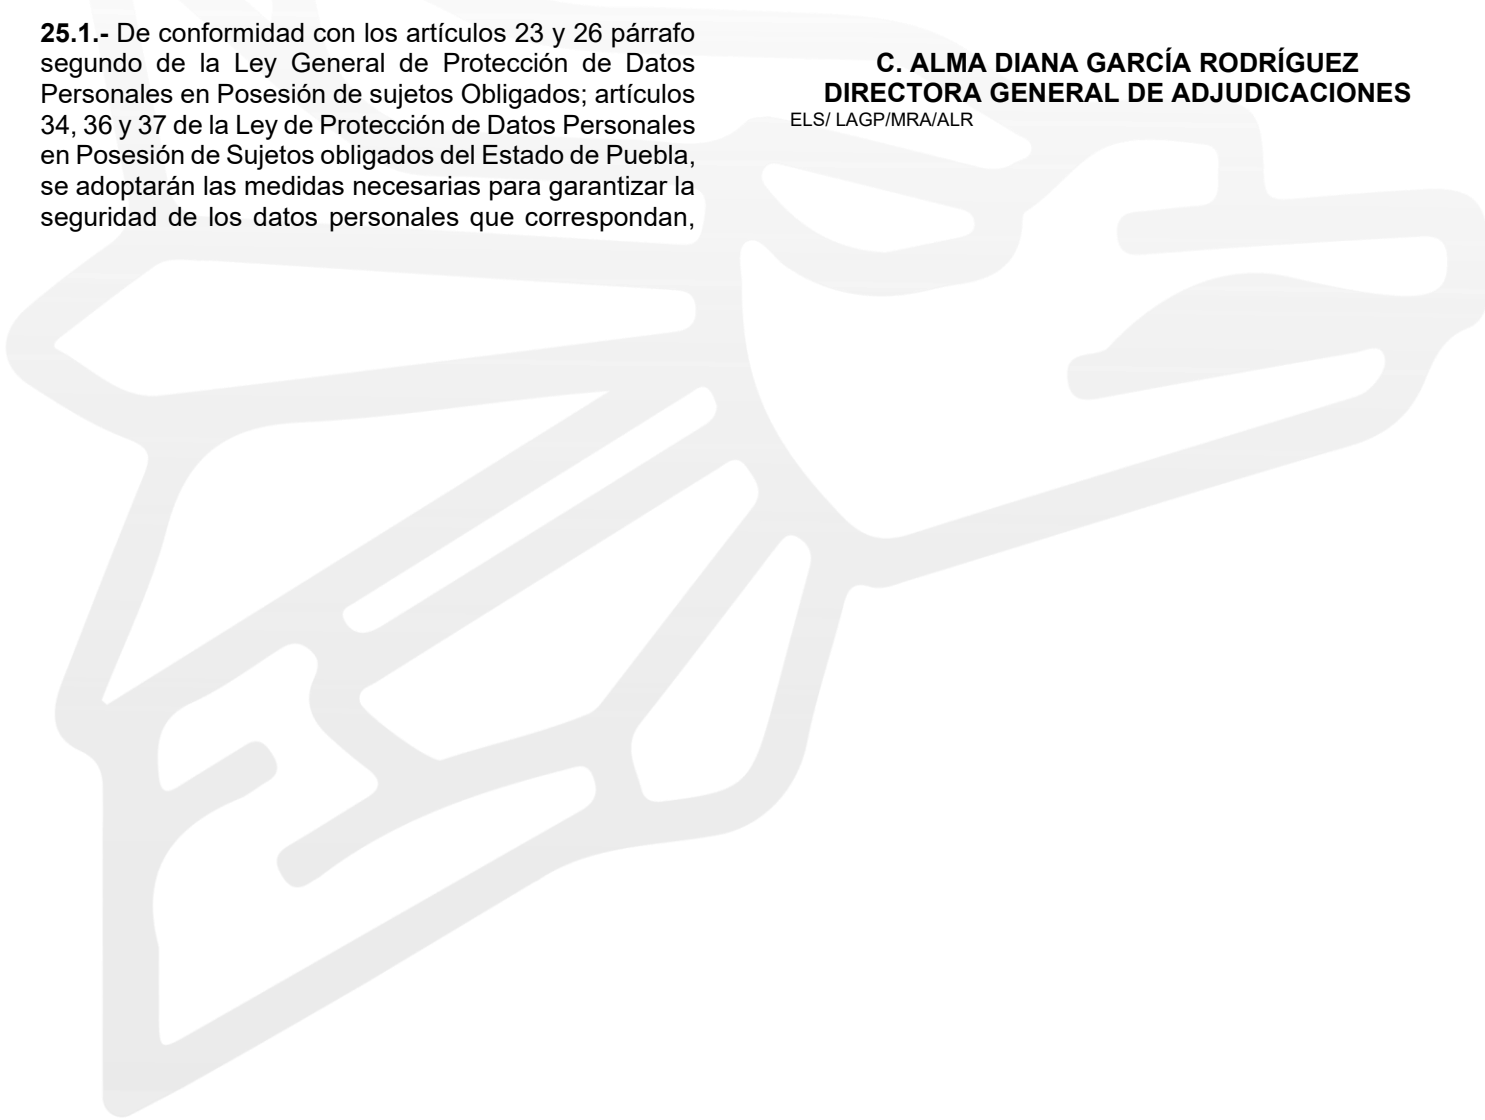 25.1.- De conformidad con los artículos 23 y 26 párrafo
segundo de la Ley General de Protección de Datos
Personales en Posesión de sujetos Obligados; artículos
34, 36 y 37 de la Ley de Protección de Datos Personales
en Posesión de Sujetos obligados del Estado de Puebla,
se adoptarán las medidas necesarias para garantizar la
seguridad de los datos personales que correspondan,
C. ALMA DIANA GARCÍA RODRÍGUEZ
DIRECTORA GENERAL DE ADJUDICACIONES
ELS/ LAGP/MRA/ALR